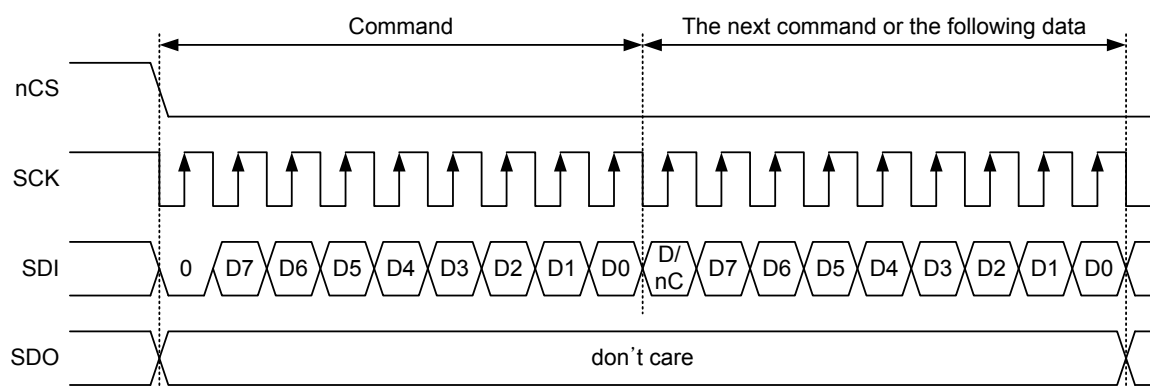 Command The next command or the following data
nCS
SCK
SDI 0 D7 D6 D5 D4 D3 D2 D1 D0 D/ nC D7 D6 D5 D4 D3 D2 D1 D0
SDO don't care